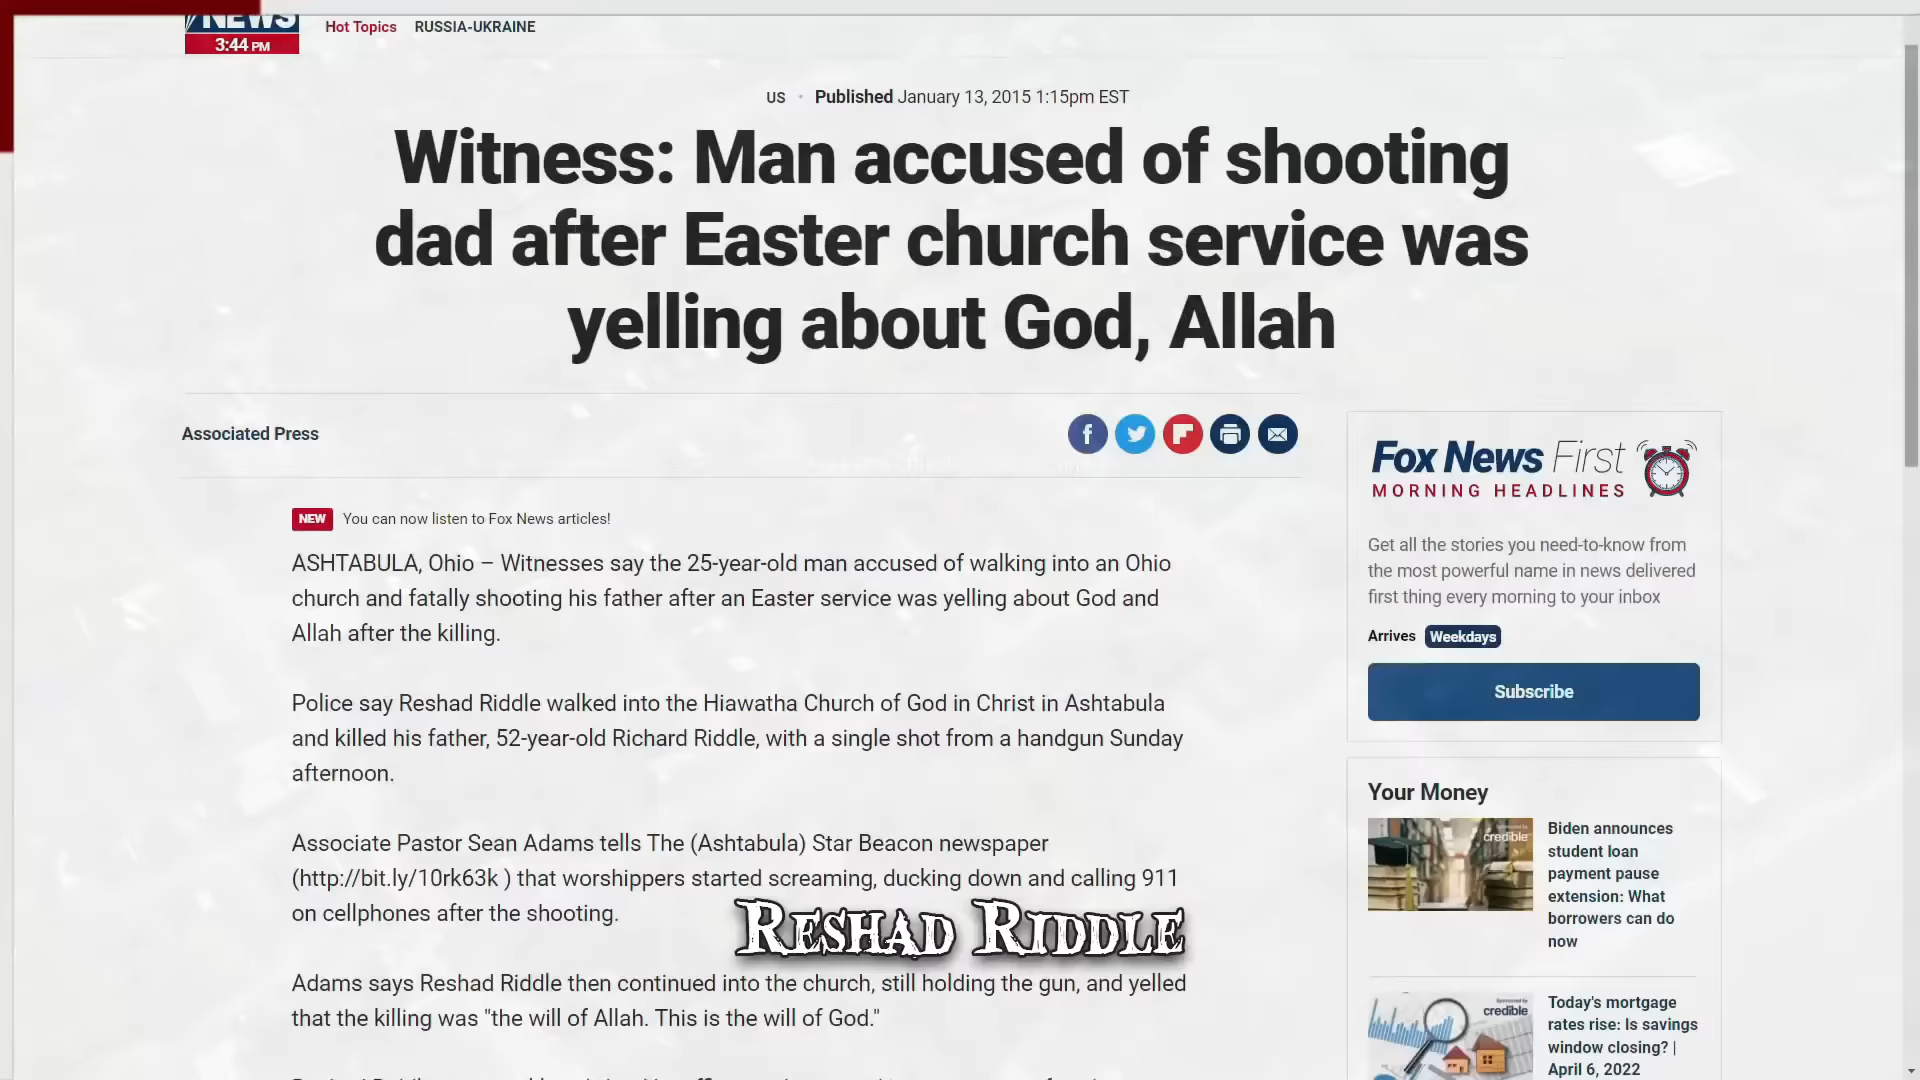 NEWS
3:44 PM
Hot Topics RUSSIA-UKRAINE
US · Published January 13, 2015 1:15pm EST
Witness: Man accused of shooting
dad after Easter church service was
yelling about God, Allah
Associated Press
NEW You can now listen to Fox News articles!
ASHTABULA, Ohio – Witnesses say the 25-year-old man accused of walking into an Ohio
church and fatally shooting his father after an Easter service was yelling about God and
Allah after the killing.
Police say Reshad Riddle walked into the Hiawatha Church of God in Christ in Ashtabula
and killed his father, 52-year-old Richard Riddle, with a single shot from a handgun Sunday
afternoon.
Associate Pastor Sean Adams tells The (Ashtabula) Star Beacon newspaper
(http://bit.ly/10rk63k ) that worshippers started screaming, ducking down and calling 911
on cellphones after the shooting.
RESHAD RIDDLE
Adams says Reshad Riddle then continued into the church, still holding the gun, and yelled
that the killing was "the will of Allah. This is the will of God."
Fox News First
MORNING HEADLINES
Get all the stories you need-to-know from
the most powerful name in news delivered
first thing every morning to your inbox
Arrives Weekdays
Subscribe
Your Money
credible
Biden announces
student loan
payment pause
extension: What
borrowers can do
now
credible
Today's mortgage
rates rise: Is savings
window closing? |
April 6, 2022